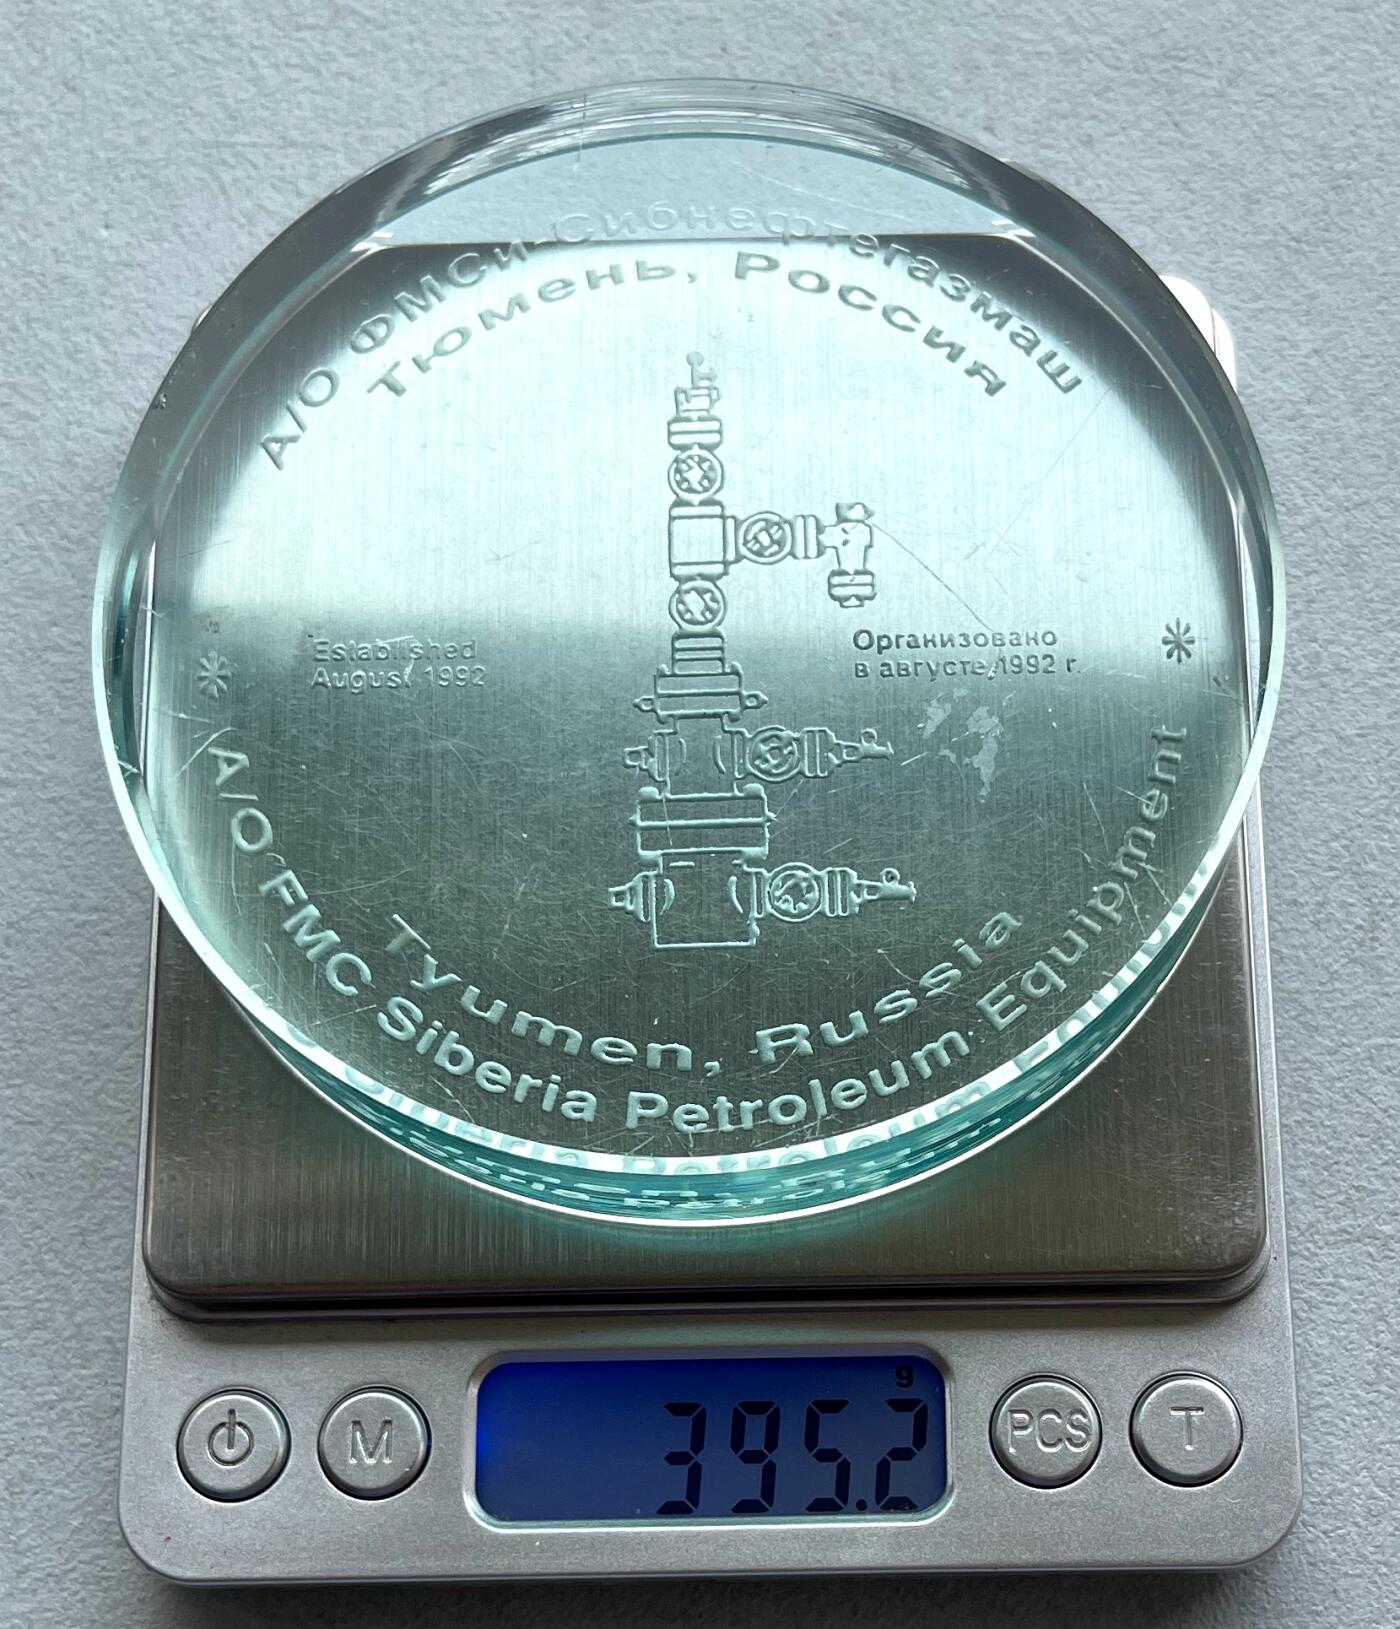 А/О ФМСи-Сибнефтегазмаш
Тюмень, Россия
Established
August 1992
Организовано
в августе 1992 г.
Tyumen, Russia
A/O FMC Siberia Petroleum Equipment
g
395.2
M
PCS
T